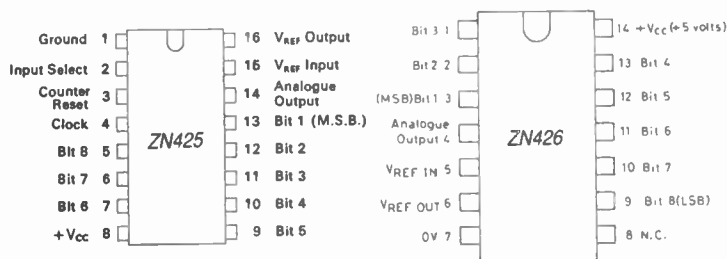 Ground 1
Input Select 2
Counter
Reset 3
Clock 4
Bit 8 5
Bit 7 6
Bit 6 7
+Vcc 8
ZN425
16 VREF Output
15 VREF Input
14 Analogue
Output
13 Bit 1 (M.S.B.)
12 Bit 2
11 Bit 3
10 Bit 4
9 Bit 5
Bit 3 1
Bit 2 2
(MSB)Bit 1 3
Analogue
Output 4
VREF IN 5
VREF OUT 6
0V 7
ZN426
14 +Vcc (+5 volts)
13 Bit 4
12 Bit 5
11 Bit 6
10 Bit 7
9 Bit 8(LSB)
8 N.C.